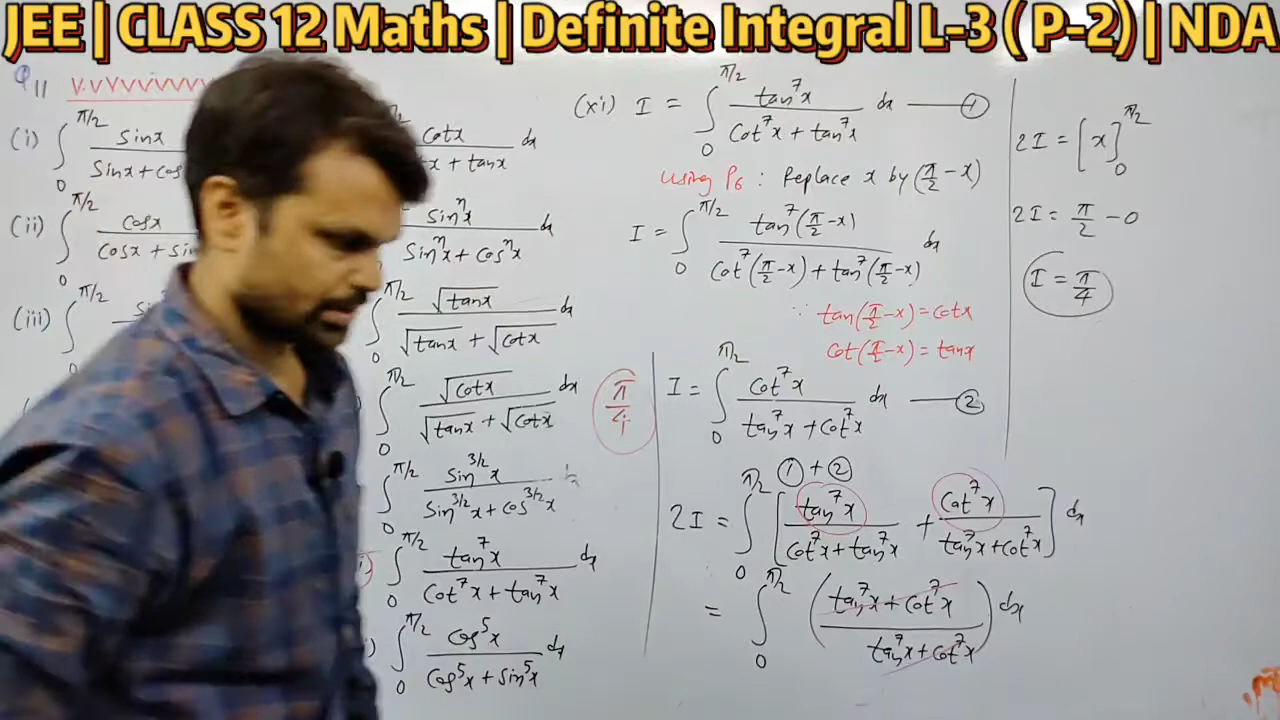 JEE | CLASS 12 Maths | Definite Integral L-3 ( P-2) | NDA
Q11 V.VVVVVVVV
(i) ∫₀^{π/2} sinx / Sinx + cos
(ii) ∫₀^{π/2} cosx / Cosx + sin
(iii) ∫ ^{π/2} si
Cotx / x + tanx dx
Sinⁿx / Sinⁿx + Cosⁿx dx
∫₀^{π/2} √tanx / √tanx + √Cotx dx
∫₀^{π/2} √Cotx / √tanx + √Cotx dx
∫₀^{π/2} Sin^{3/2}x / Sin^{3/2}x + cos^{3/2}x
∫₀^{π/2} tan⁷x / Cot⁷x + tan⁷x dx
∫₀^{π/2} Cos⁵x / Cos⁵x + Sin⁵x dx
π/4
(xi) I = ∫₀^{π/2} tan⁷x / Cot⁷x + tan⁷x dx —— ①
Using P6 : Replace x by (π/2 - x)
I = ∫₀^{π/2} tan⁷(π/2-x) / Cot⁷(π/2-x) + tan⁷(π/2-x) dx
∵ tan(π/2-x) = cotx
Cot(π/2-x) = tanx
I = ∫₀^{π/2} Cot⁷x / tan⁷x + Cot⁷x dx —— ②
① + ②
2I = ∫₀^{π/2} [ tan⁷x / Cot⁷x + tan⁷x + Cot⁷x / tan⁷x + Cot⁷x ] dx
= ∫₀^{π/2} ( tan⁷x + Cot⁷x / tan⁷x + Cot⁷x ) dx
2I = [x]₀^{π/2}
2I = π/2 - 0
I = π/4